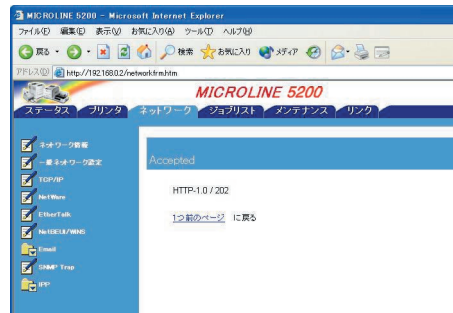 MICROLINE 5200 - Microsoft Internet Explorer
ファイル(F) 編集(E) 表示(V) お気に入り(A) ツール(T) ヘルプ(H)
戻る 検索 お気に入り メディア
アドレス(D) http://192.168.0.2/networkfrm.htm
MICROLINE 5200
ステータス プリンタ ネットワーク ジョブリスト メンテナンス リンク
ネットワーク情報
一般ネットワーク設定
TCP/IP
NetWare
EtherTalk
NetBEUI/WINS
Email
SNMP Trap
IPP
Accepted
HTTP-1.0 / 202
1つ前のページ に戻る